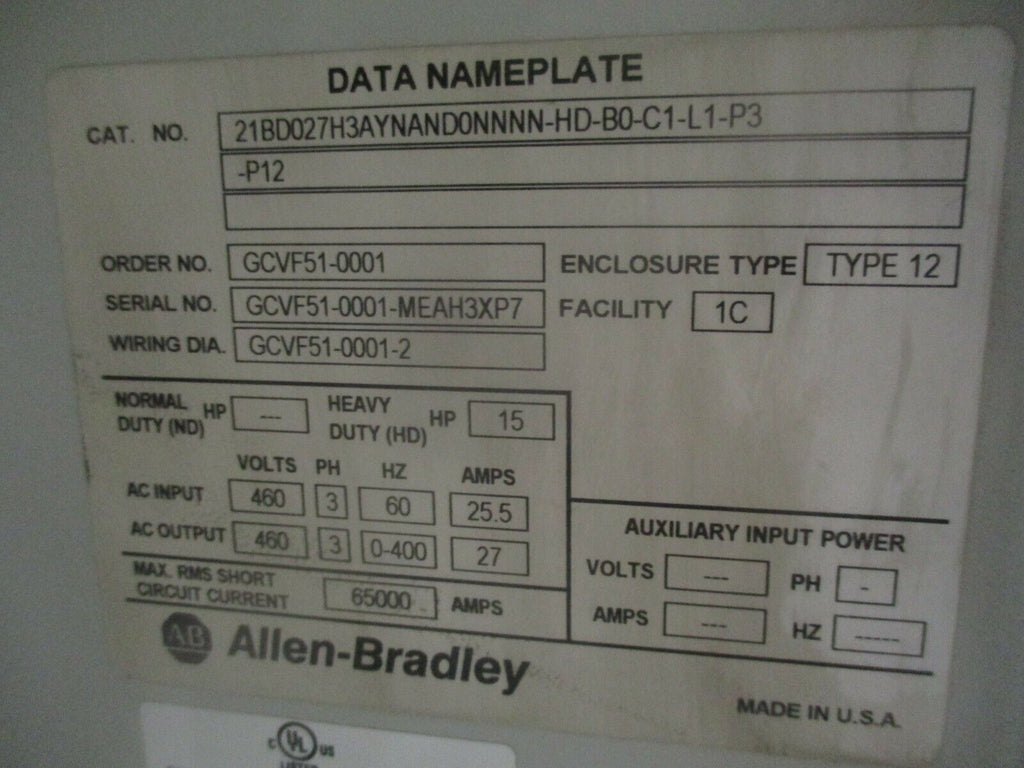 DATA NAMEPLATE
CAT. NO. 21BD027H3AYNAND0NNNN-HD-B0-C1-L1-P3
-P12
ORDER NO. GCVF51-0001 ENCLOSURE TYPE TYPE 12
SERIAL NO. GCVF51-0001-MEAH3XP7 FACILITY 1C
WIRING DIA. GCVF51-0001-2
NORMAL DUTY (ND) HP --- HEAVY DUTY (HD) HP 15
VOLTS PH HZ AMPS
AC INPUT 460 3 60 25.5
AC OUTPUT 460 3 0-400 27
MAX. RMS SHORT
CIRCUIT CURRENT 65000 AMPS
AUXILIARY INPUT POWER
VOLTS --- PH -
AMPS --- HZ -----
AB Allen-Bradley
MADE IN U.S.A.
C UL US
LISTED